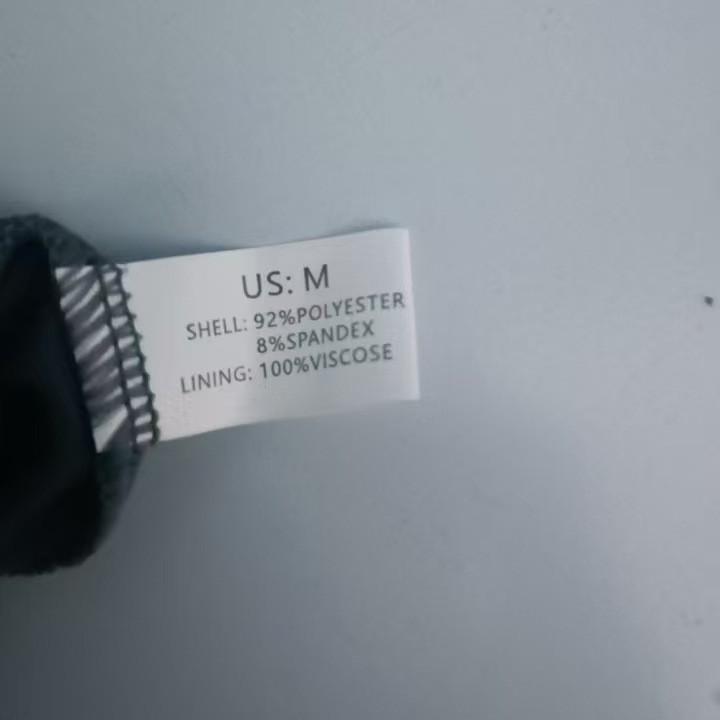 US: M
SHELL: 92%POLYESTER
8%SPANDEX
LINING: 100%VISCOSE